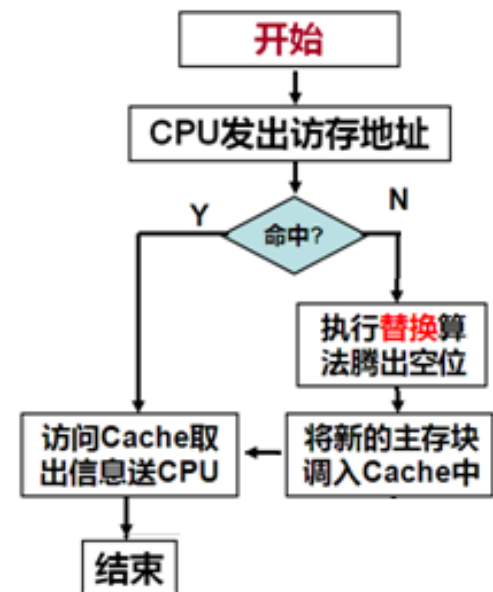 开始
CPU发出访存地址
Y
N
命中?
执行替换算
法腾出空位
访问Cache取
出信息送CPU
将新的主存块
调入Cache中
结束